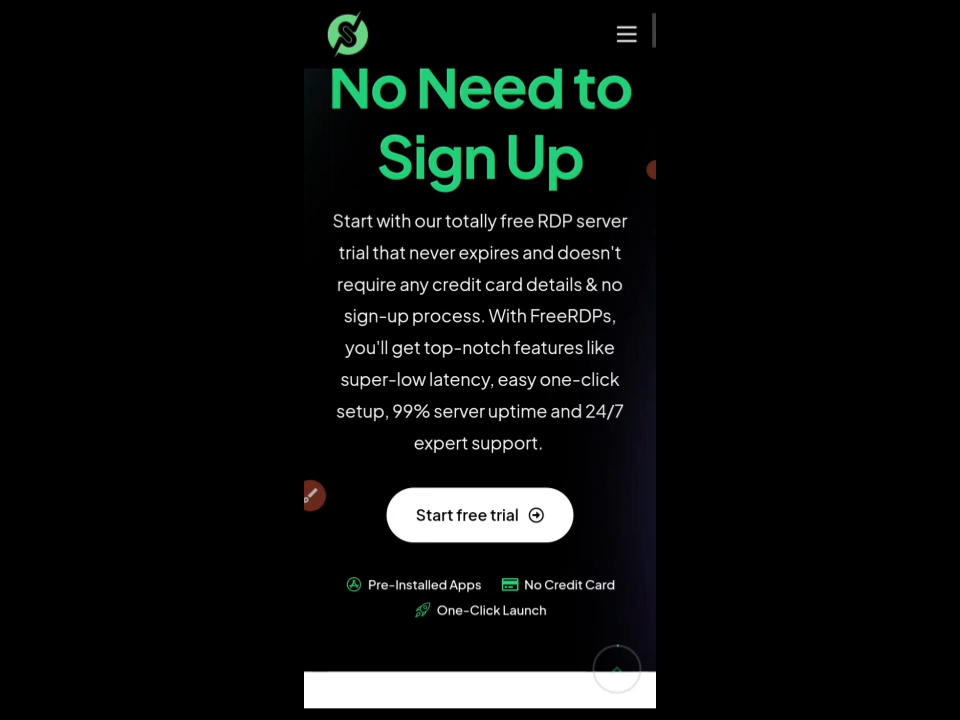 No Need to
Sign Up
Start with our totally free RDP server
trial that never expires and doesn't
require any credit card details & no
sign-up process. With FreeRDPs,
you'll get top-notch features like
super-low latency, easy one-click
setup, 99% server uptime and 24/7
expert support.
Start free trial
Pre-Installed Apps
No Credit Card
One-Click Launch